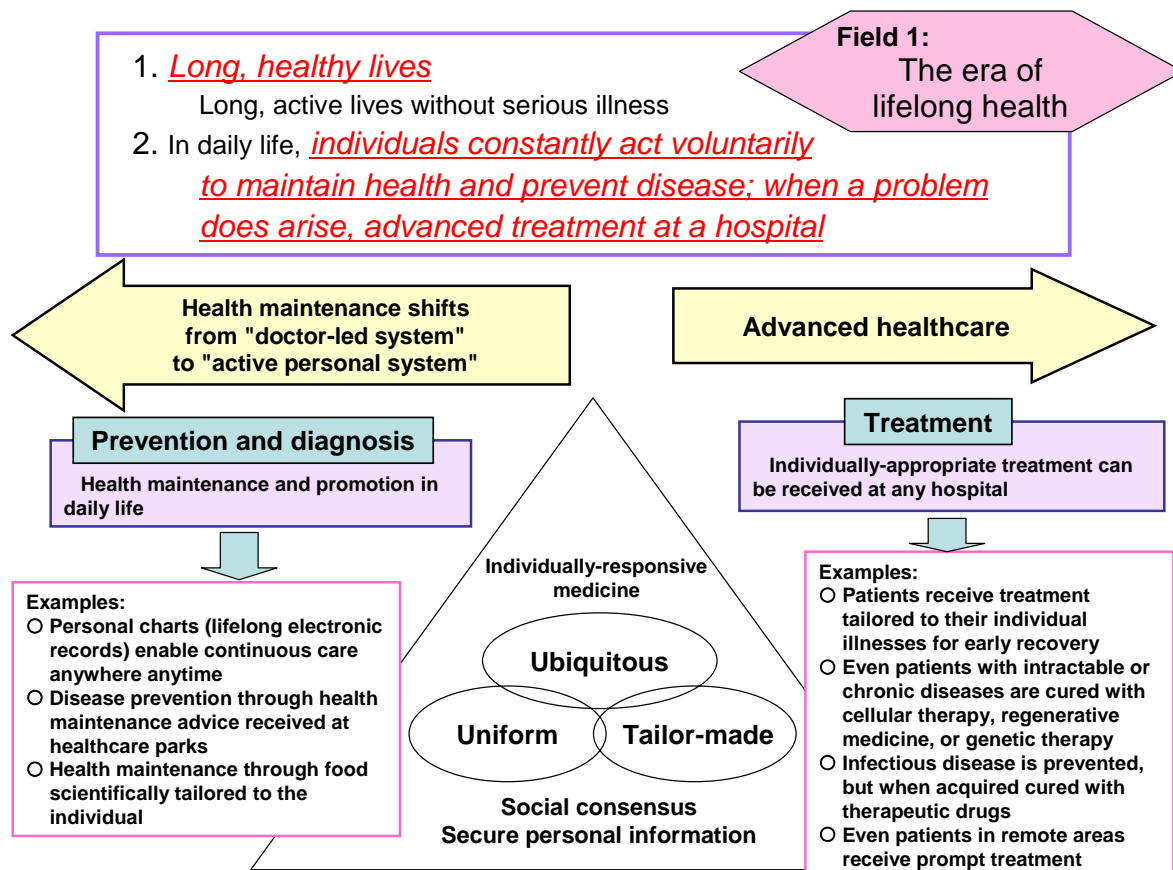 Field 1:
The era of
lifelong health
1. Long, healthy lives
Long, active lives without serious illness
2. In daily life, individuals constantly act voluntarily
to maintain health and prevent disease; when a problem
does arise, advanced treatment at a hospital
Health maintenance shifts
from "doctor-led system"
to "active personal system"
Advanced healthcare
Prevention and diagnosis
Health maintenance and promotion in
daily life
Treatment
Individually-appropriate treatment can
be received at any hospital
Examples:
○ Personal charts (lifelong electronic
records) enable continuous care
anywhere anytime
○ Disease prevention through health
maintenance advice received at
healthcare parks
○ Health maintenance through food
scientifically tailored to the
individual
Individually-responsive
medicine
Ubiquitous
Uniform
Tailor-made
Social consensus
Secure personal information
Examples:
○ Patients receive treatment
tailored to their individual
illnesses for early recovery
○ Even patients with intractable or
chronic diseases are cured with
cellular therapy, regenerative
medicine, or genetic therapy
○ Infectious disease is prevented,
but when acquired cured with
therapeutic drugs
○ Even patients in remote areas
receive prompt treatment